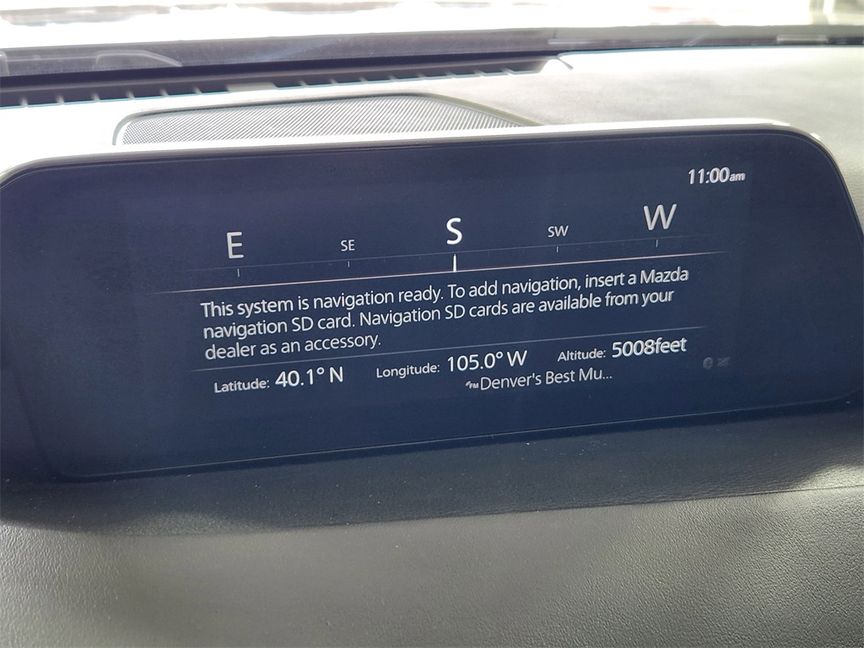 11:00am
E SE S SW W
This system is navigation ready. To add navigation, insert a Mazda
navigation SD card. Navigation SD cards are available from your
dealer as an accessory.
Latitude: 40.1° N Longitude: 105.0° W Altitude: 5008feet
FM Denver's Best Mu...